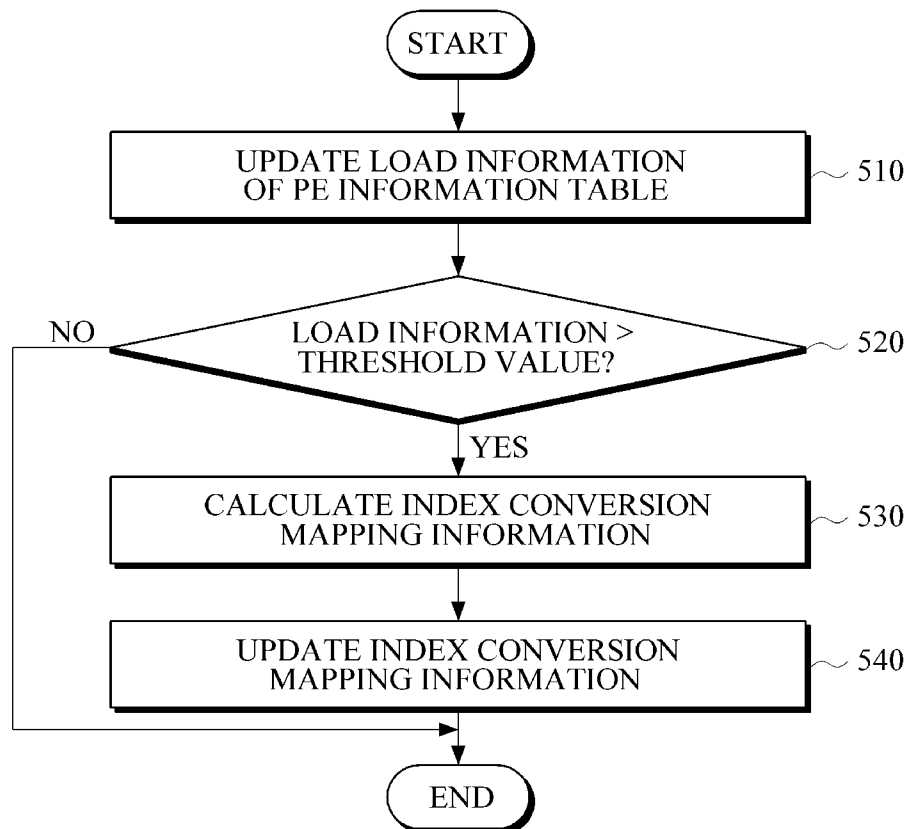 START
UPDATE LOAD INFORMATION
OF PE INFORMATION TABLE
510
NO
LOAD INFORMATION >
THRESHOLD VALUE?
520
YES
CALCULATE INDEX CONVERSION
MAPPING INFORMATION
530
UPDATE INDEX CONVERSION
MAPPING INFORMATION
540
END